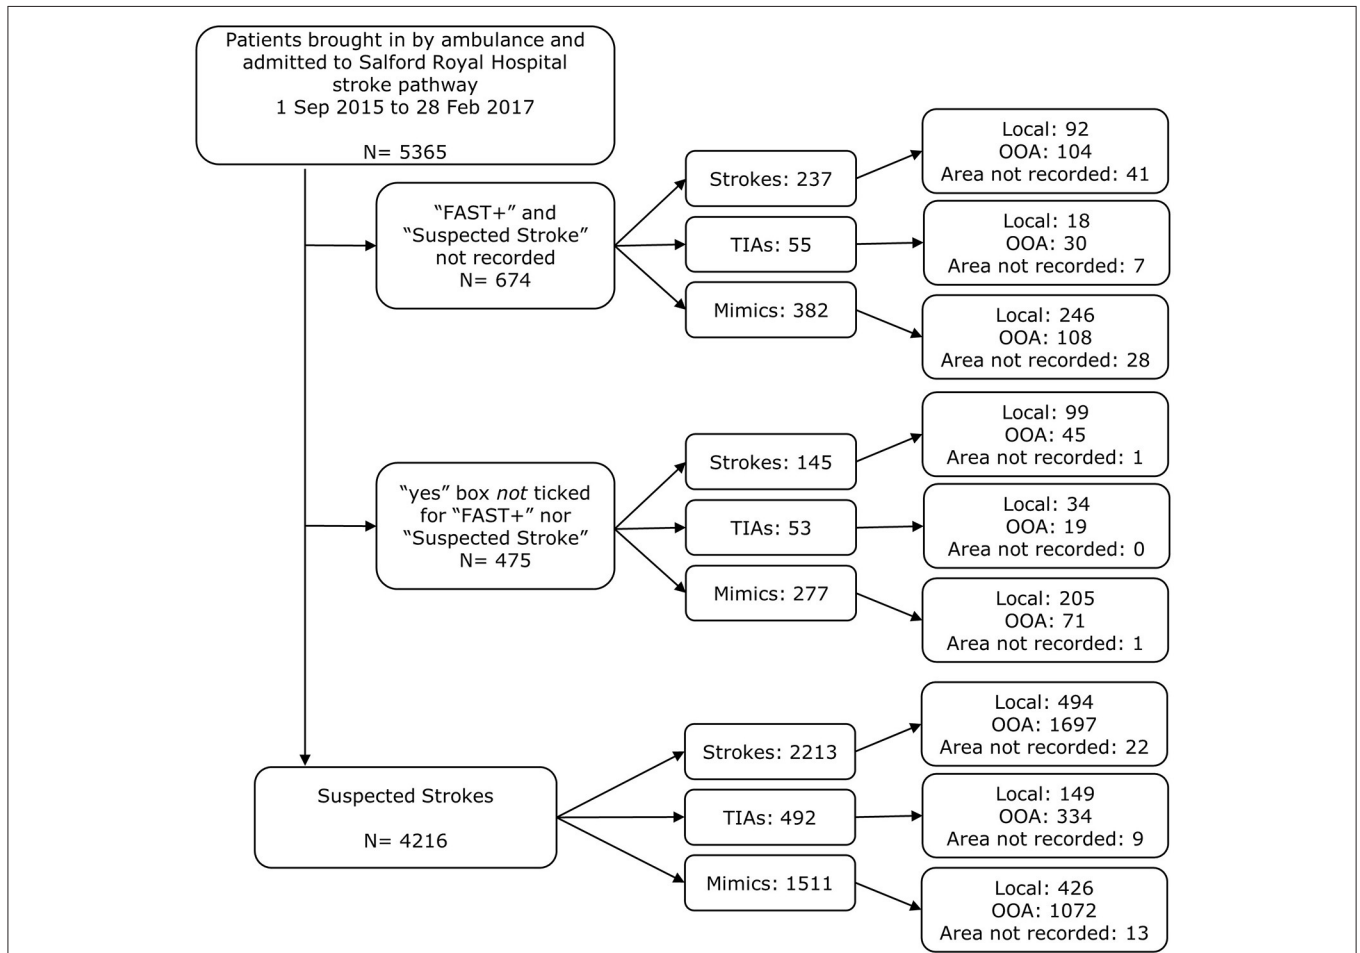 Patients brought in by ambulance and
admitted to Salford Royal Hospital
stroke pathway
1 Sep 2015 to 28 Feb 2017
N= 5365
“FAST+” and
“Suspected Stroke”
not recorded
N= 674
Strokes: 237
Local: 92
OOA: 104
Area not recorded: 41
TIAs: 55
Local: 18
OOA: 30
Area not recorded: 7
Mimics: 382
Local: 246
OOA: 108
Area not recorded: 28
“yes” box not ticked
for “FAST+” nor
“Suspected Stroke”
N= 475
Strokes: 145
Local: 99
OOA: 45
Area not recorded: 1
TIAs: 53
Local: 34
OOA: 19
Area not recorded: 0
Mimics: 277
Local: 205
OOA: 71
Area not recorded: 1
Suspected Strokes
N= 4216
Strokes: 2213
Local: 494
OOA: 1697
Area not recorded: 22
TIAs: 492
Local: 149
OOA: 334
Area not recorded: 9
Mimics: 1511
Local: 426
OOA: 1072
Area not recorded: 13